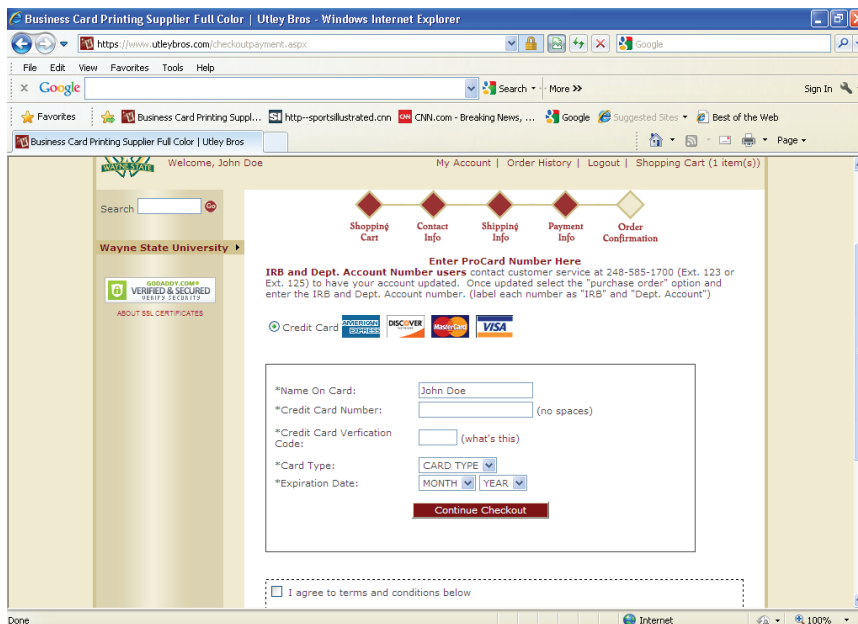 Business Card Printing Supplier Full Color | Utley Bros - Windows Internet Explorer
https://www.utleybros.com/checkoutpayment.aspx
Google
File Edit View Favorites Tools Help
x Google
Search
More >>
Sign In
Favorites
Business Card Printing Suppl...
SI http--sportsillustrated.cnn
CNN CNN.com - Breaking News, ...
Google
Suggested Sites
Best of the Web
Business Card Printing Supplier Full Color | Utley Bros
Page
WAYNE STATE
Welcome, John Doe
My Account | Order History | Logout | Shopping Cart (1 item(s))
Search
Go
Wayne State University
GODADDY.COM®
VERIFIED & SECURED
VERIFY SECURITY
ABOUT SSL CERTIFICATES
Shopping Cart
Contact Info
Shipping Info
Payment Info
Order Confirmation
Enter ProCard Number Here
IRB and Dept. Account Number users contact customer service at 248-585-1700 (Ext. 123 or
Ext. 125) to have your account updated. Once updated select the "purchase order" option and
enter the IRB and Dept. Account number. (label each number as "IRB" and "Dept. Account")
Credit Card
AMERICAN EXPRESS
DISCOVER
MasterCard
VISA
*Name On Card: John Doe
*Credit Card Number: (no spaces)
*Credit Card Verfication
Code: (what's this)
*Card Type: CARD TYPE
*Expiration Date: MONTH YEAR
Continue Checkout
I agree to terms and conditions below
Done
Internet
100%